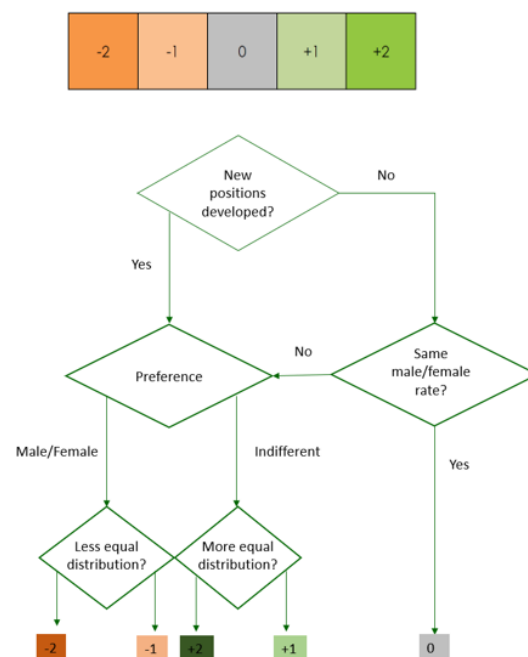 -2 -1 0 +1 +2
New
positions
developed?
No
Yes
No
Same
male/female
rate?
Preference
Male/Female
Indifferent
Yes
Less equal
distribution?
More equal
distribution?
-2 -1 +2 +1 0